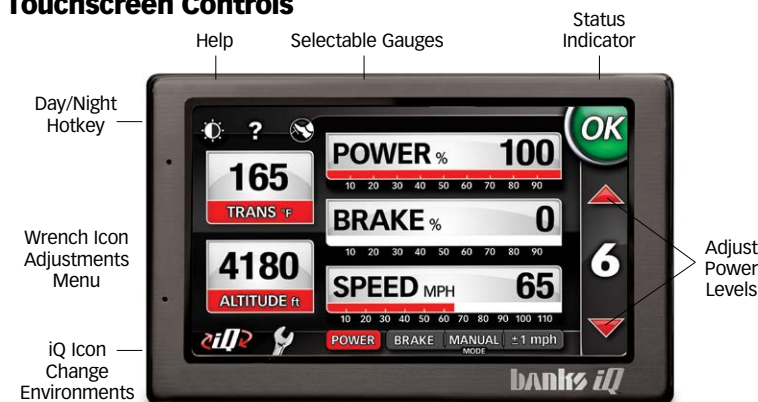 Touchscreen Controls
Help
Selectable Gauges
Status
Indicator
Day/Night
Hotkey
Wrench Icon
Adjustments
Menu
iQ Icon
Change
Environments
Adjust
Power
Levels
?
OK
165
TRANS °F
4180
ALTITUDE ft
POWER % 100
10 20 30 40 50 60 70 80 90
BRAKE % 0
10 20 30 40 50 60 70 80 90
SPEED MPH 65
10 20 30 40 50 60 70 80 90 100 110
6
iQ
POWER BRAKE MANUAL ±1 mph
MODE
banks iQ